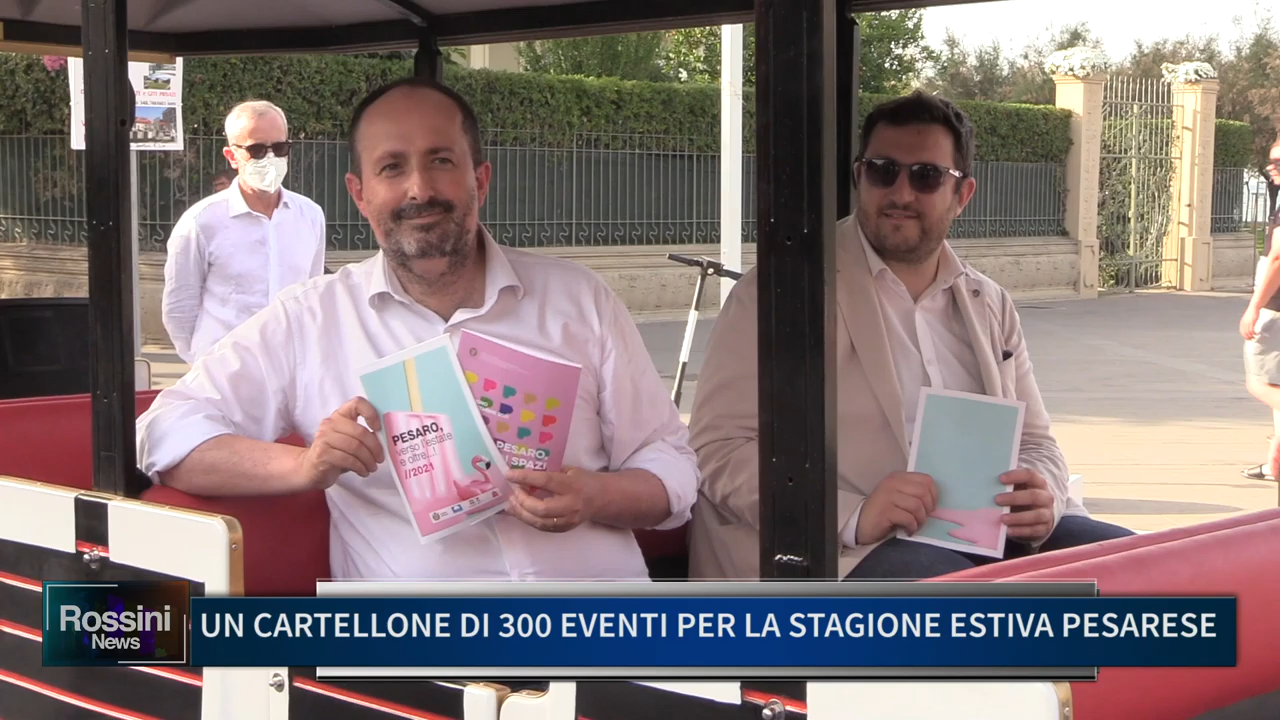 PESARO,
verso l'estate
e oltre...!
//2021
PESARO,
SPAZI
Rossini
News
UN CARTELLONE DI 300 EVENTI PER LA STAGIONE ESTIVA PESARESE